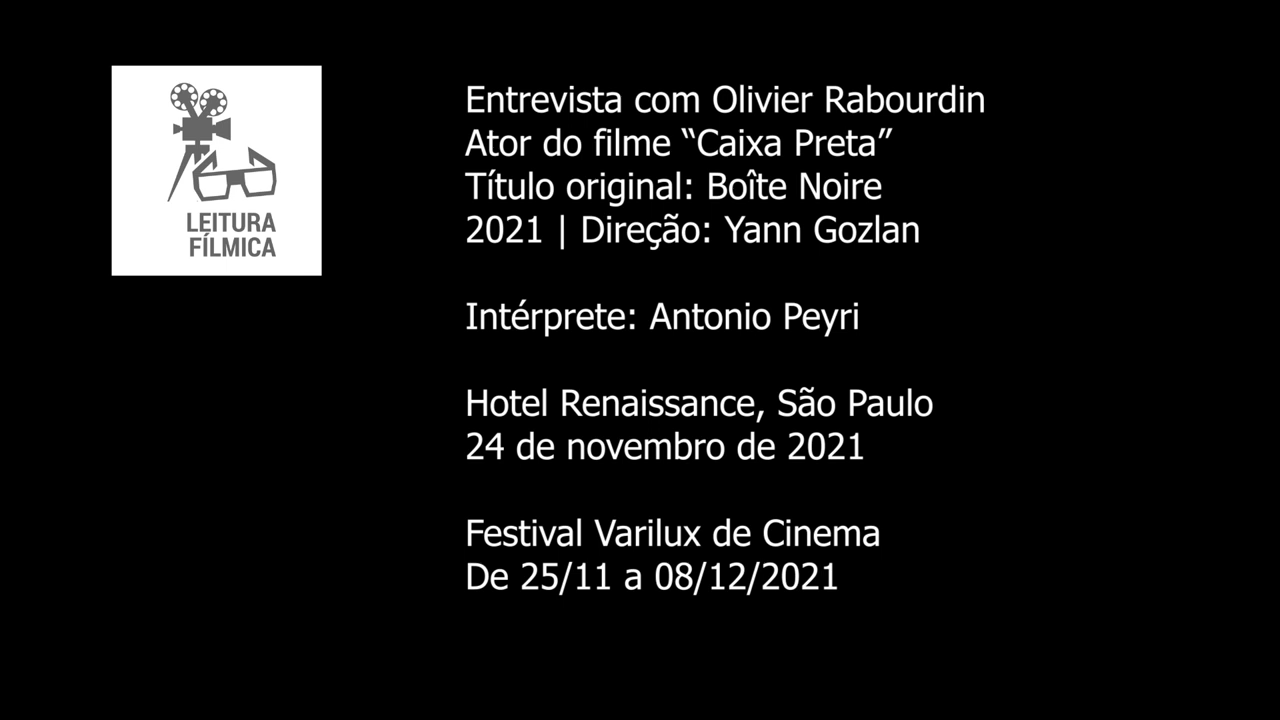 LEITURA
FÍLMICA
Entrevista com Olivier Rabourdin
Ator do filme “Caixa Preta”
Título original: Boîte Noire
2021 | Direção: Yann Gozlan
Intérprete: Antonio Peyri
Hotel Renaissance, São Paulo
24 de novembro de 2021
Festival Varilux de Cinema
De 25/11 a 08/12/2021